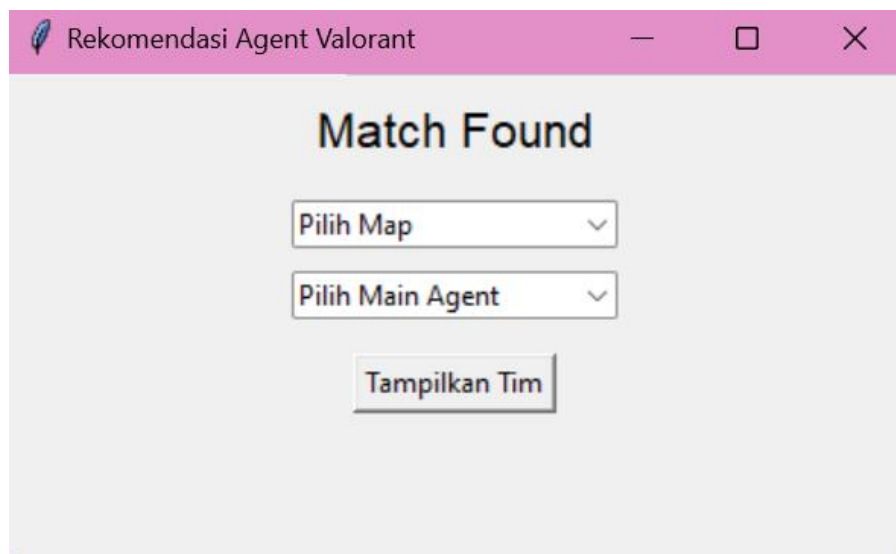 Rekomendasi Agent Valorant
Match Found
Pilih Map
Pilih Main Agent
Tampilkan Tim